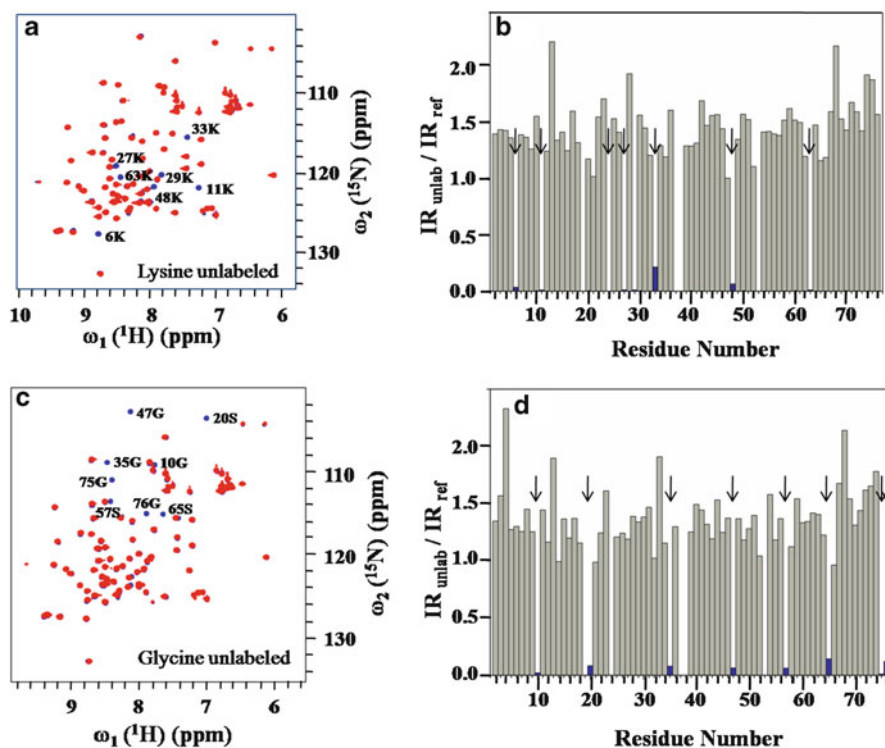 a
33K
27K
63K
29K
48K
11K
6K
Lysine unlabeled
110
120
130
ω2 (15N) (ppm)
10 9 8 7 6
ω1 (1H) (ppm)
b
2.0
1.5
1.0
0.5
0.0
IR unlab / IR ref
10 20 30 40 50 60 70
Residue Number
c
47G
20S
35G
10G
75G
76G
65S
57S
Glycine unlabeled
110
120
130
ω2 (15N) (ppm)
9 8 7 6
ω1 (1H) (ppm)
d
2.0
1.5
1.0
0.5
0.0
IR unlab / IR ref
10 20 30 40 50 60 70
Residue Number